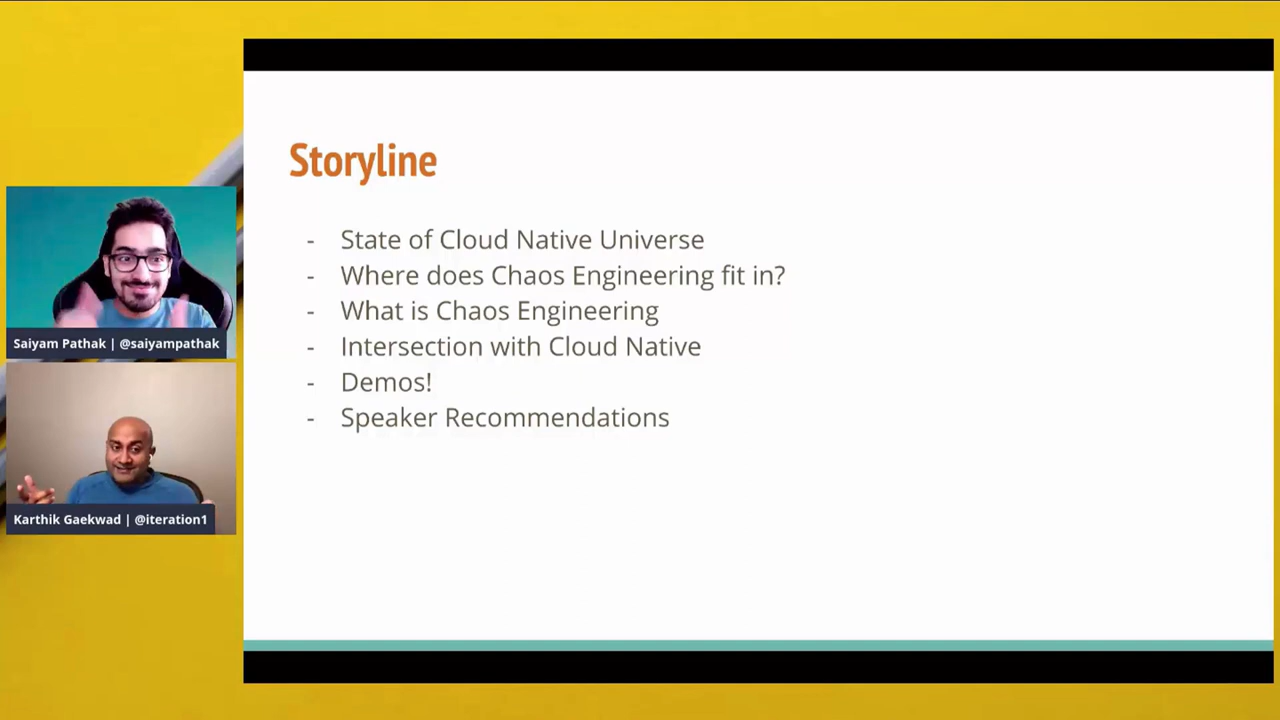 Storyline
- State of Cloud Native Universe
- Where does Chaos Engineering fit in?
- What is Chaos Engineering
- Intersection with Cloud Native
- Demos!
- Speaker Recommendations
Saiyam Pathak | @saiyampathak
Karthik Gaekwad | @iteration1